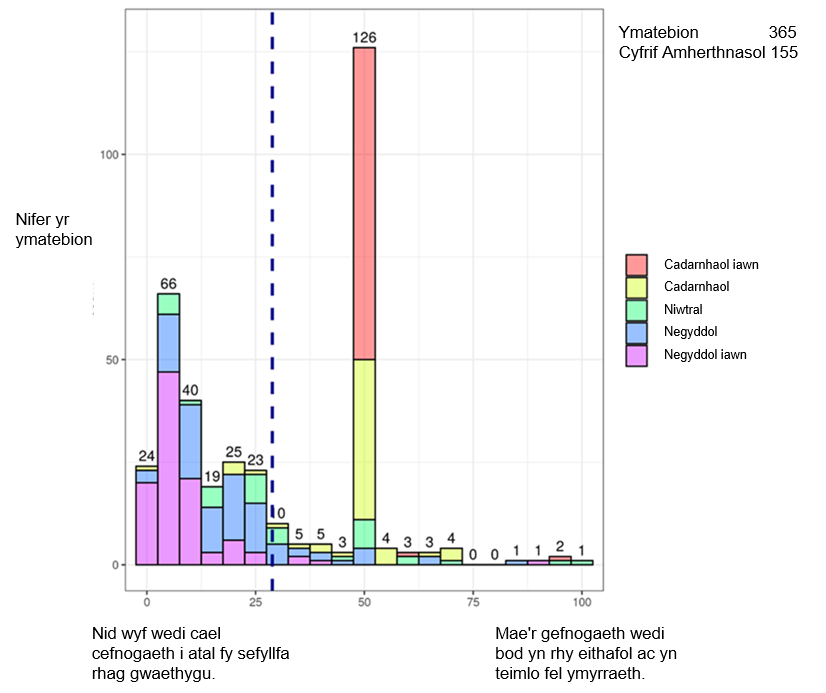 Ymatebion 365
Cyfrif Amherthnasol 155
126
100
Nifer yr
ymatebion
66
50
40
24
19
25
23
10
5
5
3
4
3
3
4
0
0
1
1
2
1
0
Cadarnhaol iawn
Cadarnhaol
Niwtral
Negyddol
Negyddol iawn
0
25
50
75
100
Nid wyf wedi cael
cefnogaeth i atal fy sefyllfa
rhag gwaethygu.
Mae'r gefnogaeth wedi
bod yn rhy eithafol ac yn
teimlo fel ymyrraeth.